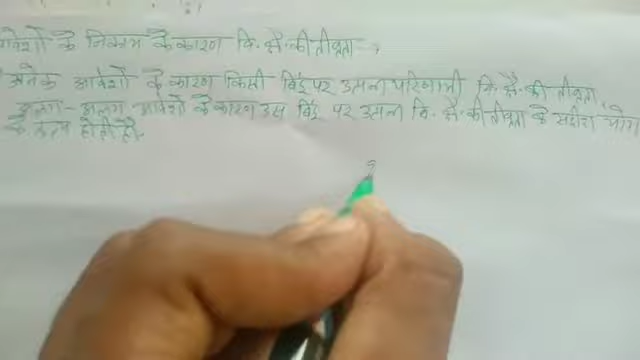 आवेशों के निकाय के कारण वि. क्षै. की तीव्रता
अनेक आवेशों के कारण किसी बिंदु पर उत्पन्न परिणामी वि. क्षै. की तीव्रता,
अलग-अलग आवेशों के कारण उस बिंदु पर उत्पन्न वि. क्षै. की तीव्रता के सदिश योग
के तुल्य होती है।